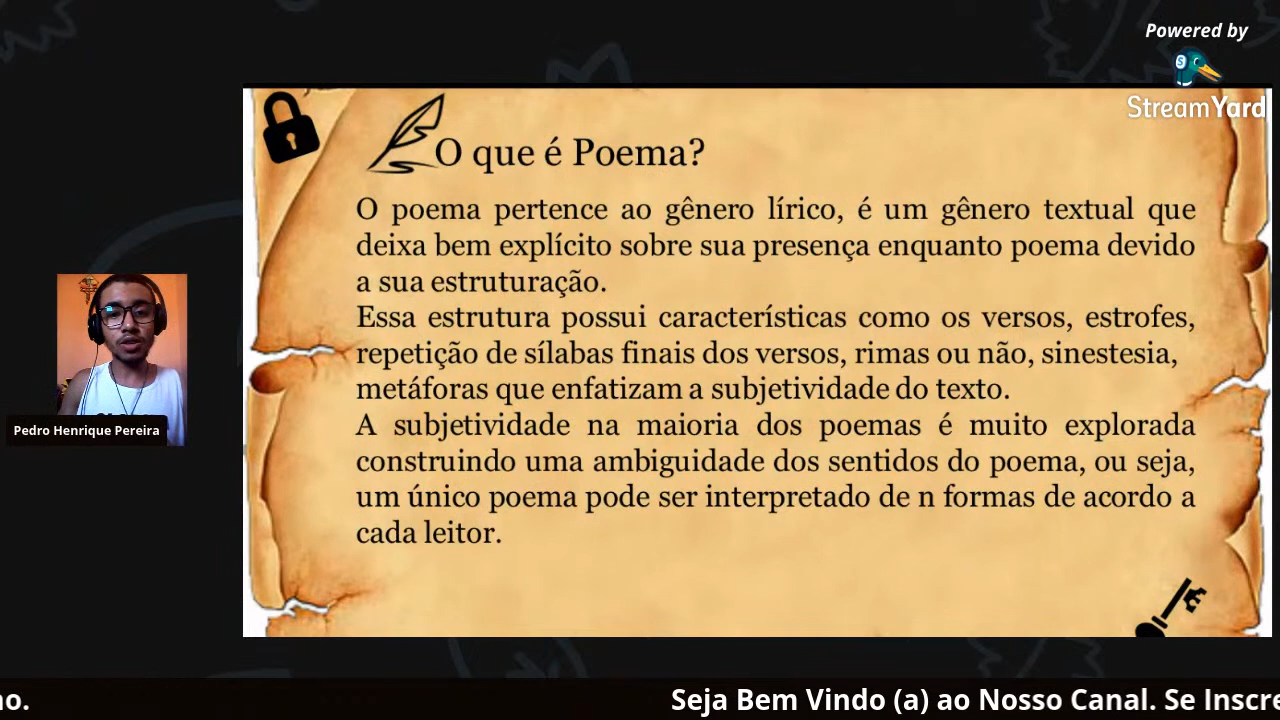 Powered by
StreamYard
O que é Poema?
O poema pertence ao gênero lírico, é um gênero textual que
deixa bem explícito sobre sua presença enquanto poema devido
a sua estruturação.
Essa estrutura possui características como os versos, estrofes,
repetição de sílabas finais dos versos, rimas ou não, sinestesia,
metáforas que enfatizam a subjetividade do texto.
A subjetividade na maioria dos poemas é muito explorada
construindo uma ambiguidade dos sentidos do poema, ou seja,
um único poema pode ser interpretado de n formas de acordo a
cada leitor.
Pedro Henrique Pereira
Seja Bem Vindo (a) ao Nosso Canal. Se